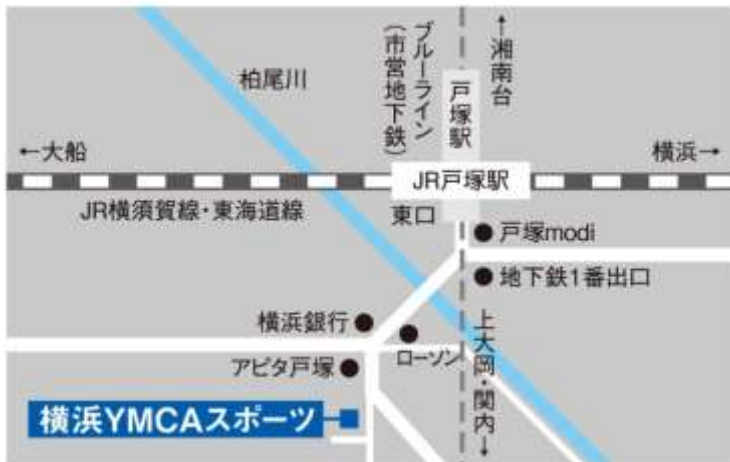 ←湘南台
ブルーライン
(市営地下鉄)
戸塚駅
柏尾川
←大船
横浜→
JR戸塚駅
JR横須賀線・東海道線
東口
戸塚modi
地下鉄1番出口
横浜銀行
ローソン
アピタ戸塚
上大岡・関内→
横浜YMCAスポーツ